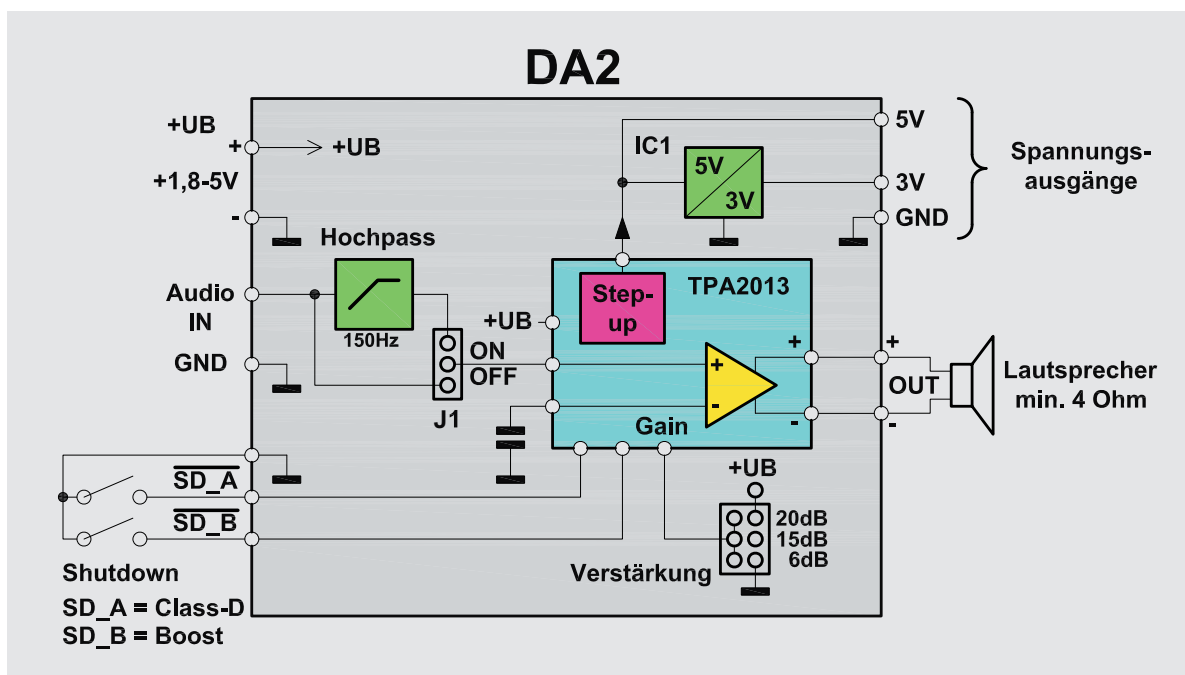 DA2
+UB
+
+UB
+1,8-5V
-
Hochpass
150Hz
Audio
IN
GND
ON
OFF
J1
+UB
IC1
5V
3V
5V
3V
GND
Spannungs-
ausgänge
Step-
up
TPA2013
+
-
Gain
+
-
+
OUT
-
Lautsprecher
min. 4 Ohm
SD_A
SD_B
Shutdown
SD_A = Class-D
SD_B = Boost
+UB
20dB
15dB
6dB
Verstärkung